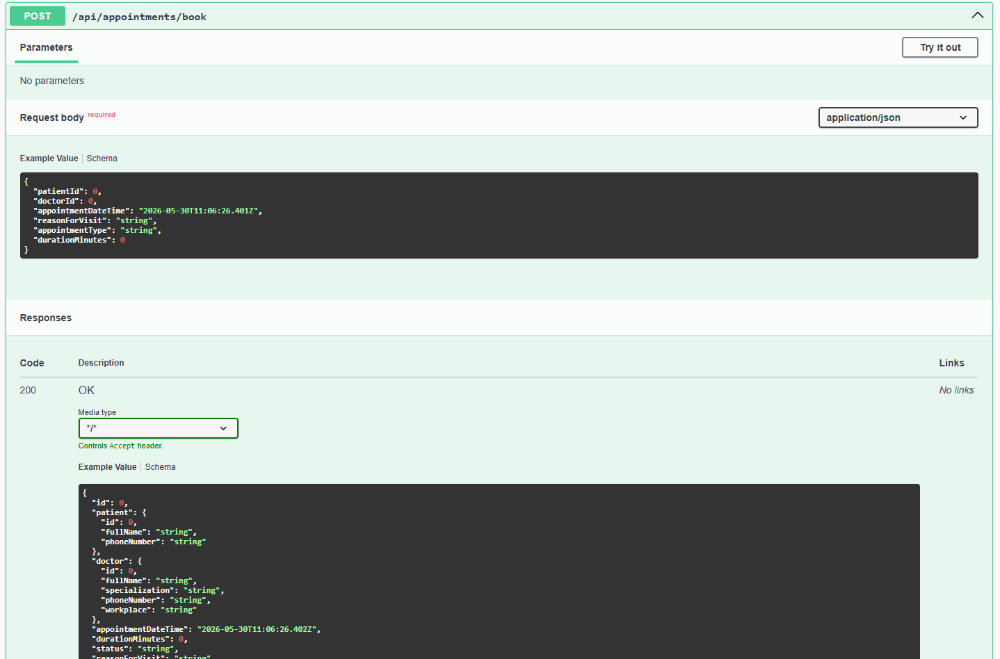 POST /api/appointments/book
Parameters
Try it out
No parameters
Request body required
application/json
Example Value
Schema
{
  "patientId": 0,
  "doctorId": 0,
  "appointmentDateTime": "2026-05-30T11:06:26.401Z",
  "reasonForVisit": "string",
  "appointmentType": "string",
  "durationMinutes": 0
}
Responses
Code Description Links
200 OK No links
Media type
*/*
Controls Accept header.
Example Value
Schema
{
  "id": 0,
  "patient": {
    "id": 0,
    "fullName": "string",
    "phoneNumber": "string"
  },
  "doctor": {
    "id": 0,
    "fullName": "string",
    "specialization": "string",
    "phoneNumber": "string",
    "workplace": "string"
  },
  "appointmentDateTime": "2026-05-30T11:06:26.402Z",
  "durationMinutes": 0,
  "status": "string",
  "reasonForVisit": "string"